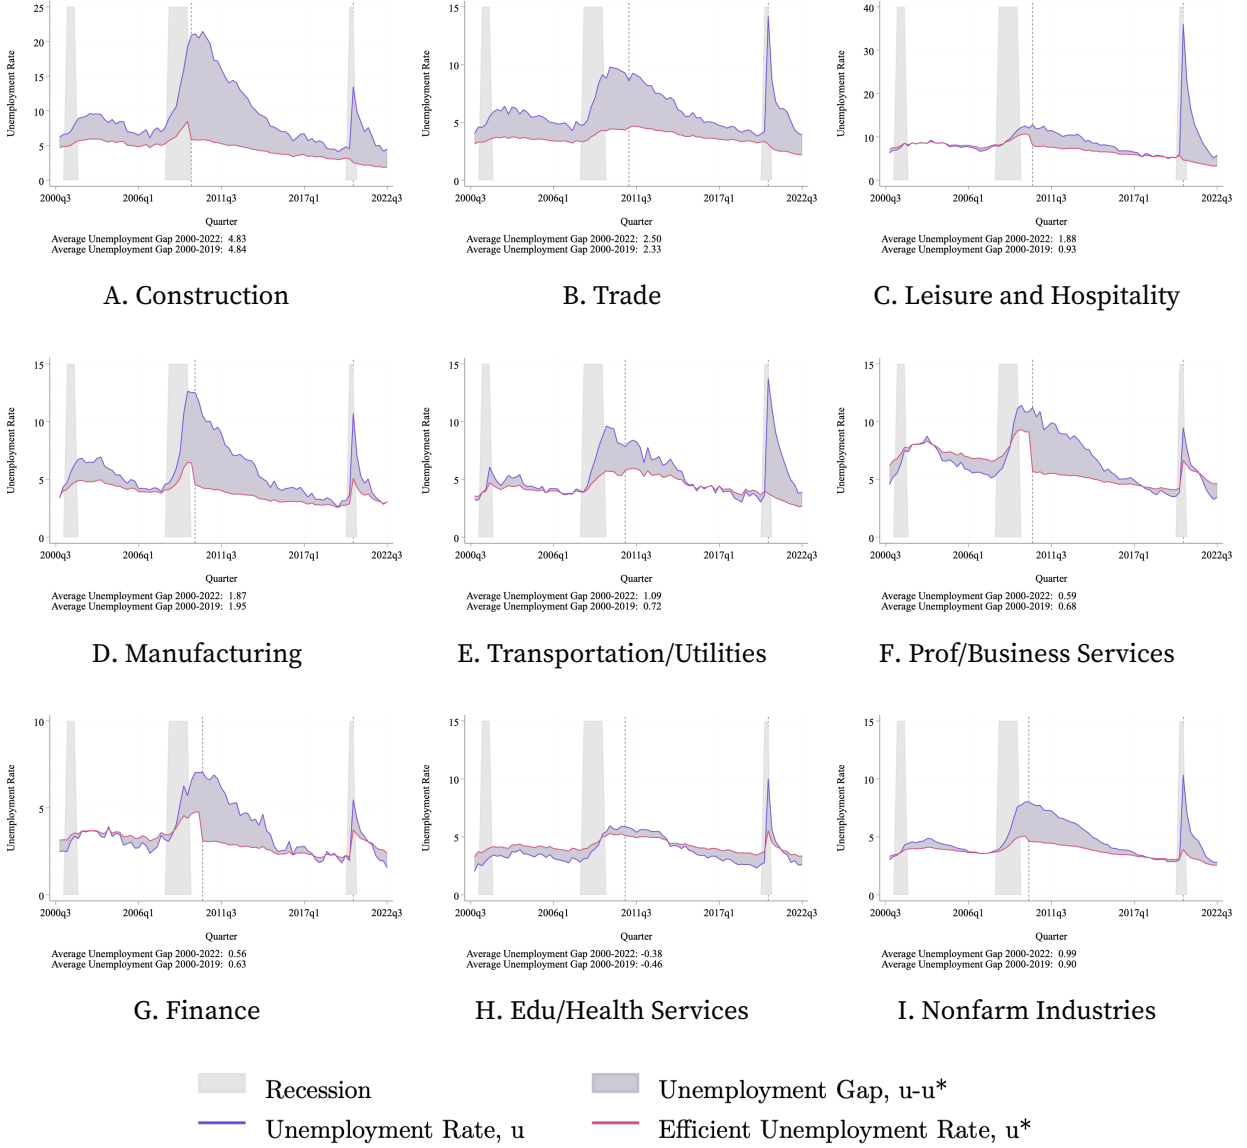 Unemployment Rate
25
20
15
10
5
0
2000q3 2006q1 2011q3 2017q1 2022q3
Quarter
Average Unemployment Gap 2000-2022: 4.83
Average Unemployment Gap 2000-2019: 4.84
A. Construction
Unemployment Rate
15
10
5
0
2000q3 2006q1 2011q3 2017q1 2022q3
Quarter
Average Unemployment Gap 2000-2022: 2.50
Average Unemployment Gap 2000-2019: 2.33
B. Trade
Unemployment Rate
40
30
20
10
0
2000q3 2006q1 2011q3 2017q1 2022q3
Quarter
Average Unemployment Gap 2000-2022: 1.88
Average Unemployment Gap 2000-2019: 0.93
C. Leisure and Hospitality
Unemployment Rate
15
10
5
0
2000q3 2006q1 2011q3 2017q1 2022q3
Quarter
Average Unemployment Gap 2000-2022: 1.87
Average Unemployment Gap 2000-2019: 1.95
D. Manufacturing
Unemployment Rate
15
10
5
0
2000q3 2006q1 2011q3 2017q1 2022q3
Quarter
Average Unemployment Gap 2000-2022: 1.09
Average Unemployment Gap 2000-2019: 0.72
E. Transportation/Utilities
Unemployment Rate
15
10
5
0
2000q3 2006q1 2011q3 2017q1 2022q3
Quarter
Average Unemployment Gap 2000-2022: 0.59
Average Unemployment Gap 2000-2019: 0.68
F. Prof/Business Services
Unemployment Rate
10
5
0
2000q3 2006q1 2011q3 2017q1 2022q3
Quarter
Average Unemployment Gap 2000-2022: 0.56
Average Unemployment Gap 2000-2019: 0.63
G. Finance
Unemployment Rate
15
10
5
0
2000q3 2006q1 2011q3 2017q1 2022q3
Quarter
Average Unemployment Gap 2000-2022: -0.38
Average Unemployment Gap 2000-2019: -0.46
H. Edu/Health Services
Unemployment Rate
15
10
5
0
2000q3 2006q1 2011q3 2017q1 2022q3
Quarter
Average Unemployment Gap 2000-2022: 0.99
Average Unemployment Gap 2000-2019: 0.90
I. Nonfarm Industries
Recession
Unemployment Gap, u-u*
Unemployment Rate, u
Efficient Unemployment Rate, u*